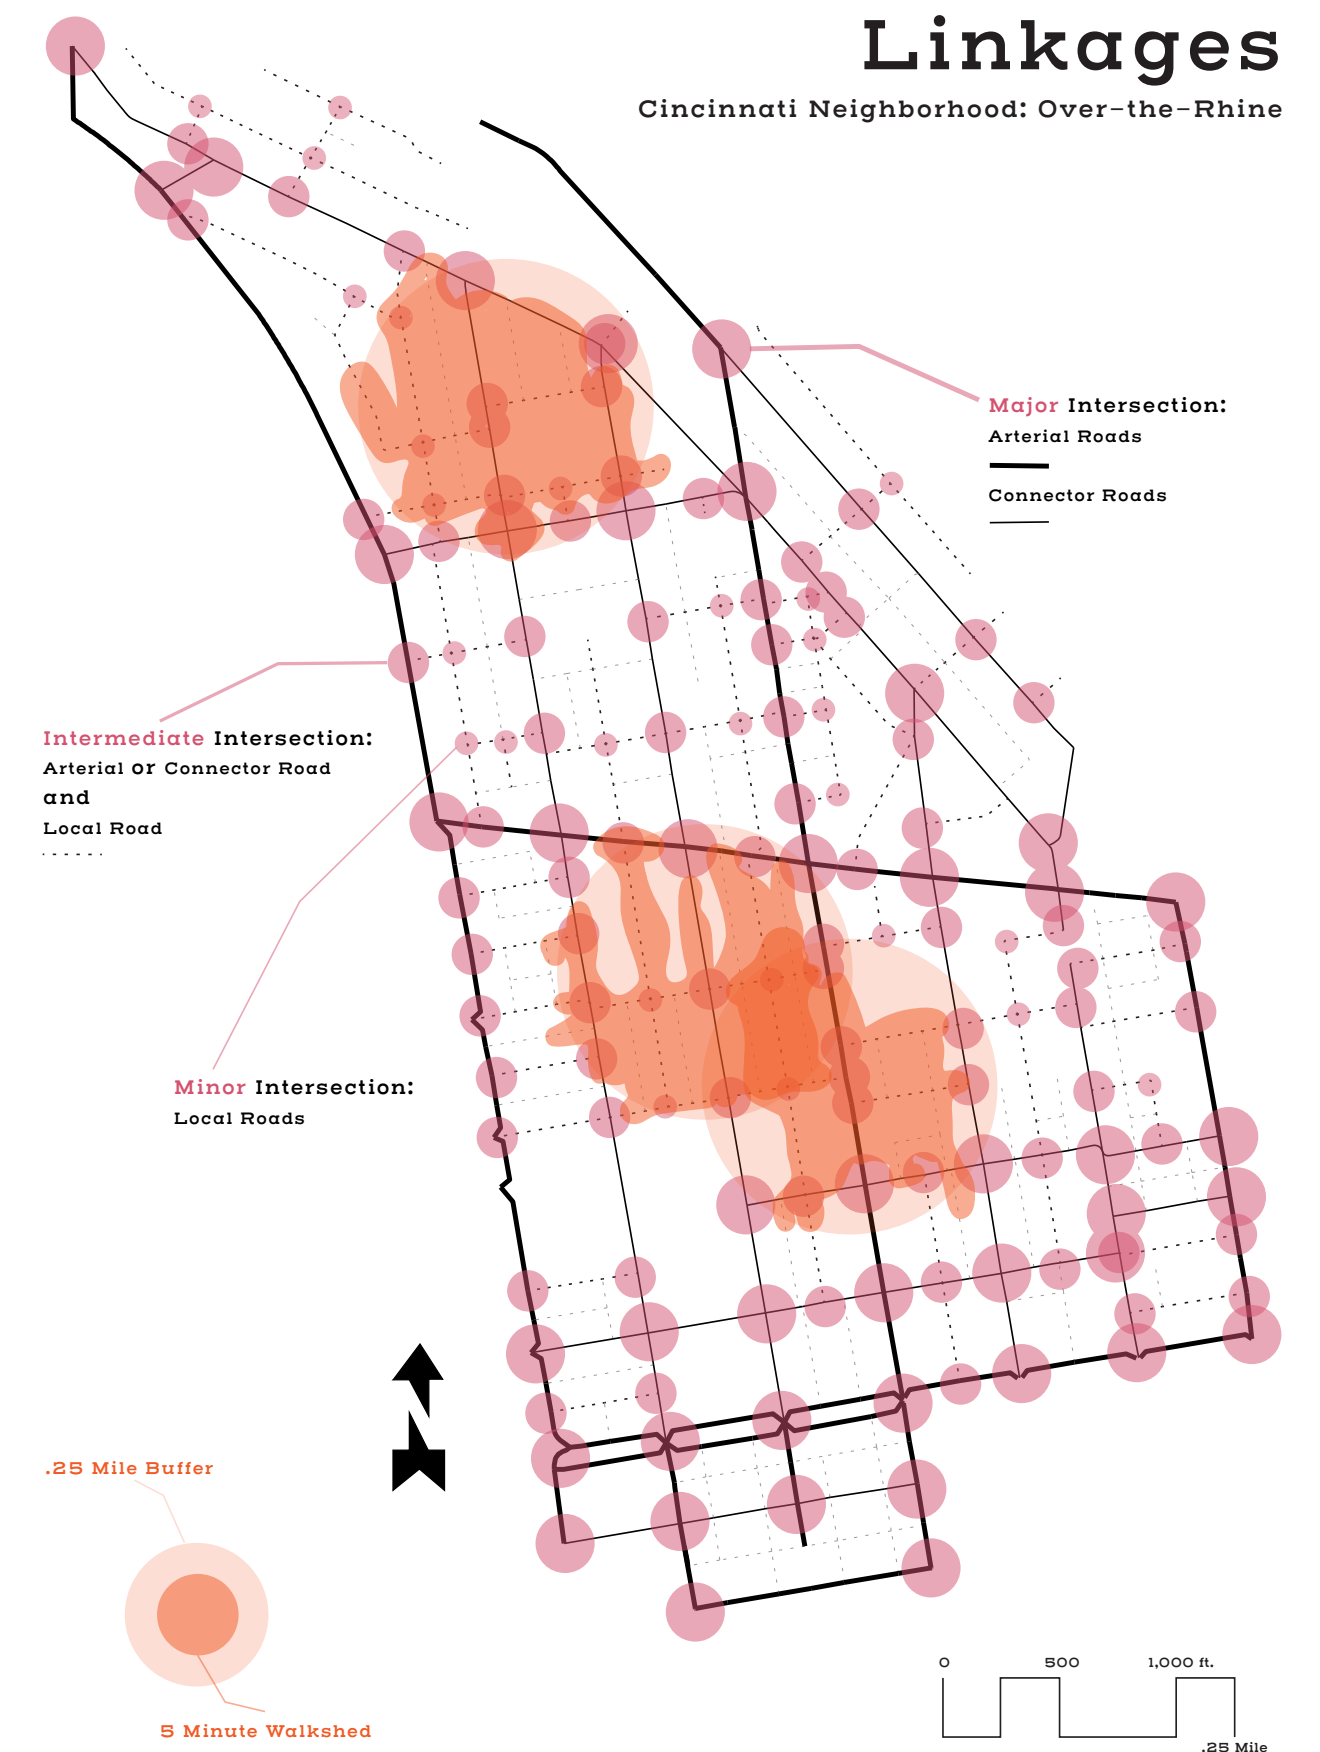 Linkages
Cincinnati Neighborhood: Over-the-Rhine
Major Intersection:
Arterial Roads
Connector Roads
Intermediate Intersection:
Arterial or Connector Road
and
Local Road
Minor Intersection:
Local Roads
.25 Mile Buffer
5 Minute Walkshed
0 500 1,000 ft.
.25 Mile